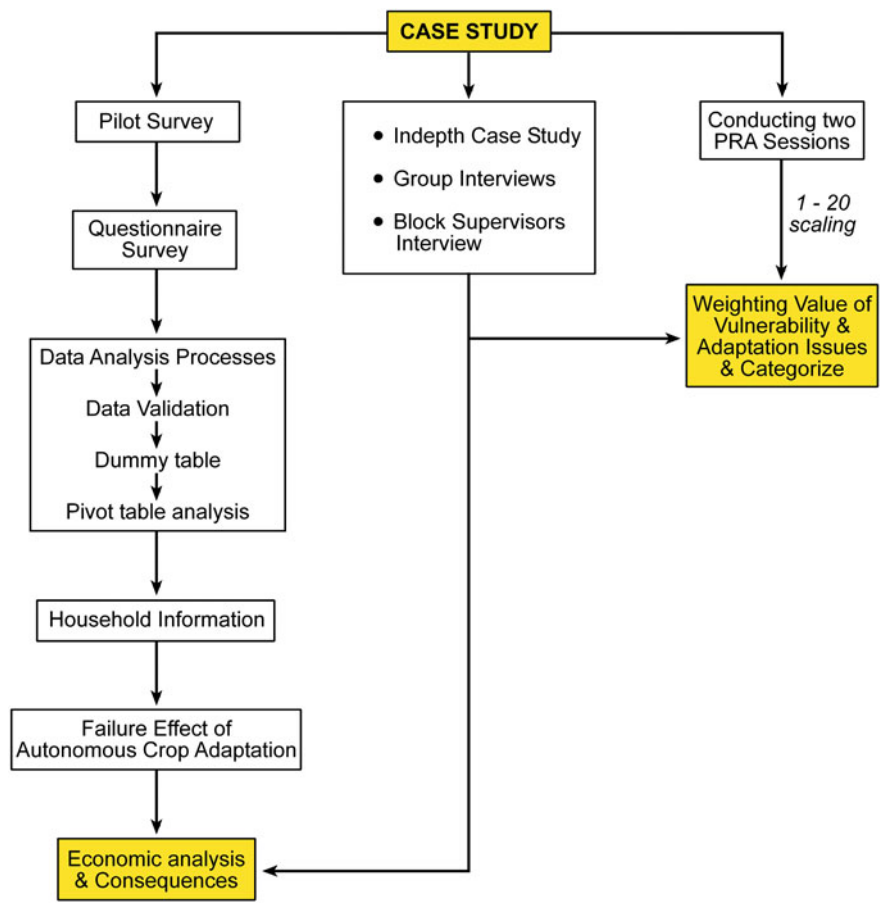 CASE STUDY
Pilot Survey
Questionnaire
Survey
Data Analysis Processes
Data Validation
Dummy table
Pivot table analysis
Household Information
Failure Effect of
Autonomous Crop Adaptation
Economic analysis
& Consequences
• Indepth Case Study
• Group Interviews
• Block Supervisors
Interview
Conducting two
PRA Sessions
1 - 20
scaling
Weighting Value of
Vulnerability &
Adaptation Issues
& Categorize